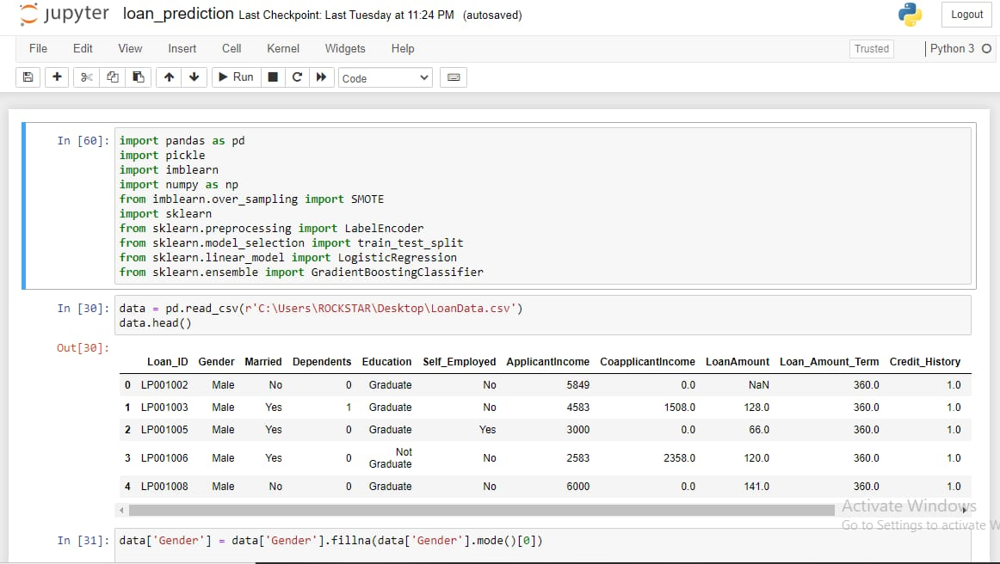 jupyter loan_prediction Last Checkpoint: Last Tuesday at 11:24 PM (autosaved) Logout
File Edit View Insert Cell Kernel Widgets Help Trusted Python 3
Run Code
In [60]: import pandas as pd
import pickle
import imblearn
import numpy as np
from imblearn.over_sampling import SMOTE
import sklearn
from sklearn.preprocessing import LabelEncoder
from sklearn.model_selection import train_test_split
from sklearn.linear_model import LogisticRegression
from sklearn.ensemble import GradientBoostingClassifier
In [30]: data = pd.read_csv(r'C:\Users\ROCKSTAR\Desktop\LoanData.csv')
data.head()
Out[30]:
Loan_ID Gender Married Dependents Education Self_Employed ApplicantIncome CoapplicantIncome LoanAmount Loan_Amount_Term Credit_History
0 LP001002 Male No 0 Graduate No 5849 0.0 NaN 360.0 1.0
1 LP001003 Male Yes 1 Graduate No 4583 1508.0 128.0 360.0 1.0
2 LP001005 Male Yes 0 Graduate Yes 3000 0.0 66.0 360.0 1.0
3 LP001006 Male Yes 0 Not Graduate No 2583 2358.0 120.0 360.0 1.0
4 LP001008 Male No 0 Graduate No 6000 0.0 141.0 360.0 1.0
Activate Windows
Go to Settings to activate W
In [31]: data['Gender'] = data['Gender'].fillna(data['Gender'].mode()[0])